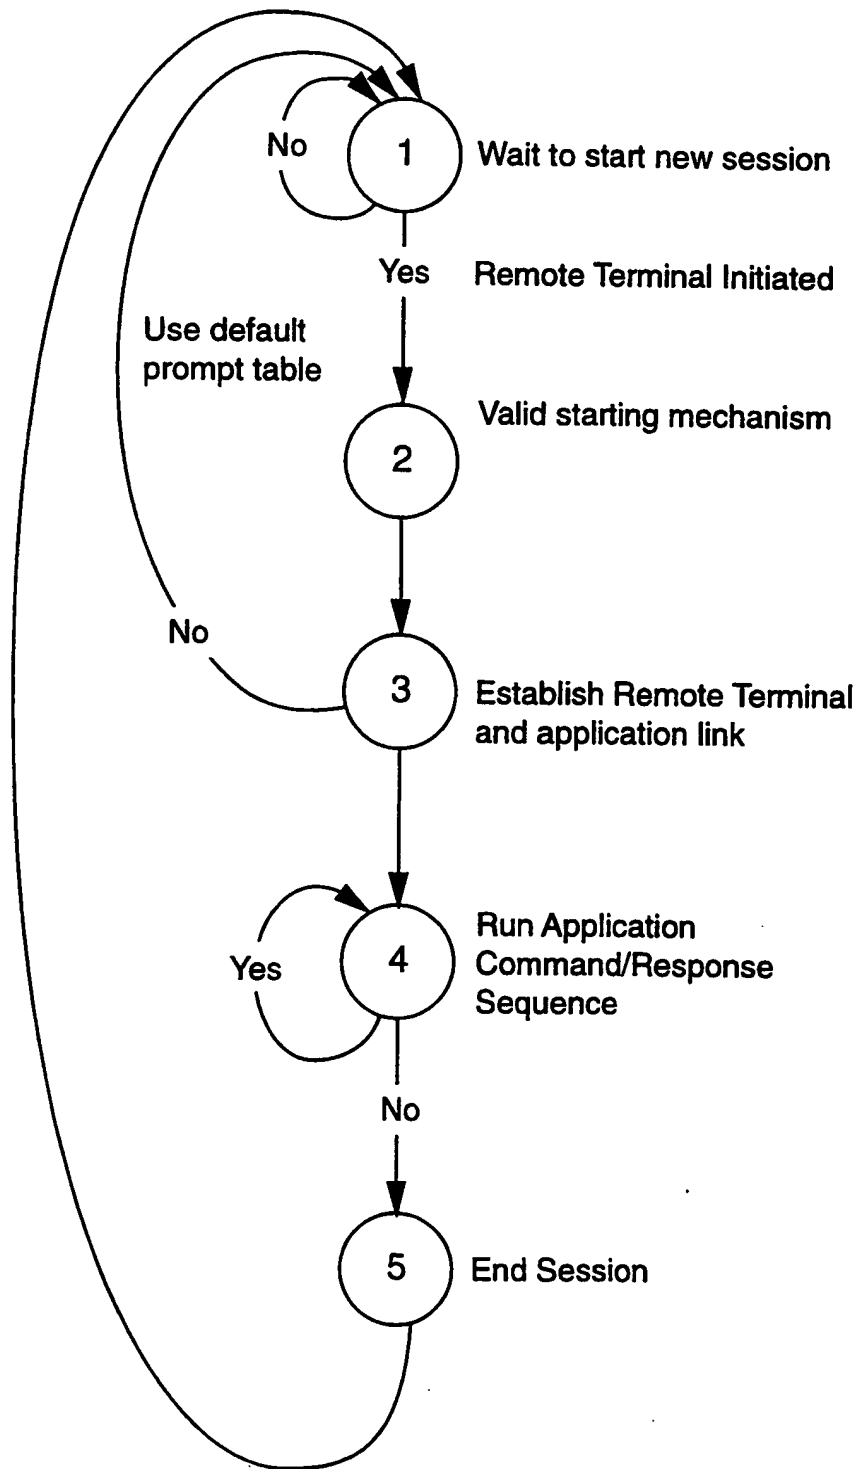 No
1
Wait to start new session
Yes
Remote Terminal Initiated
Use default
prompt table
Valid starting mechanism
2
No
3
Establish Remote Terminal
and application link
Yes
4
Run Application
Command/Response
Sequence
No
5
End Session